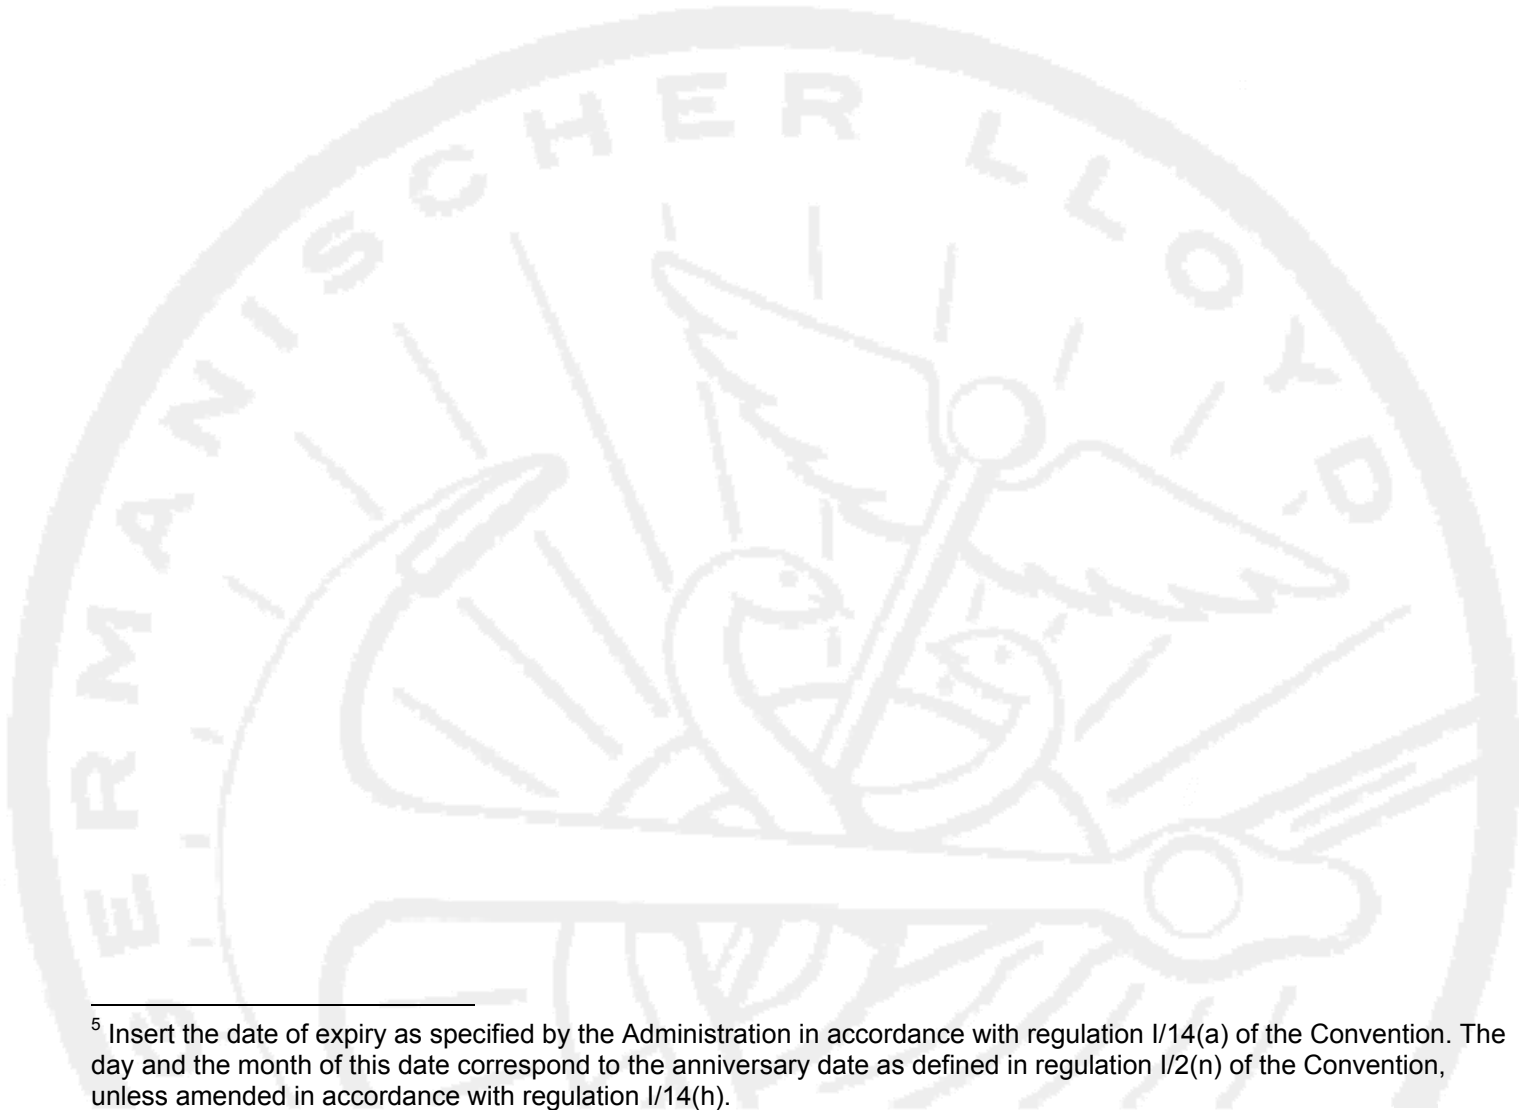 GERMANISCHER LLOYD
5 Insert the date of expiry as specified by the Administration in accordance with regulation I/14(a) of the Convention. The
day and the month of this date correspond to the anniversary date as defined in regulation I/2(n) of the Convention,
unless amended in accordance with regulation I/14(h).